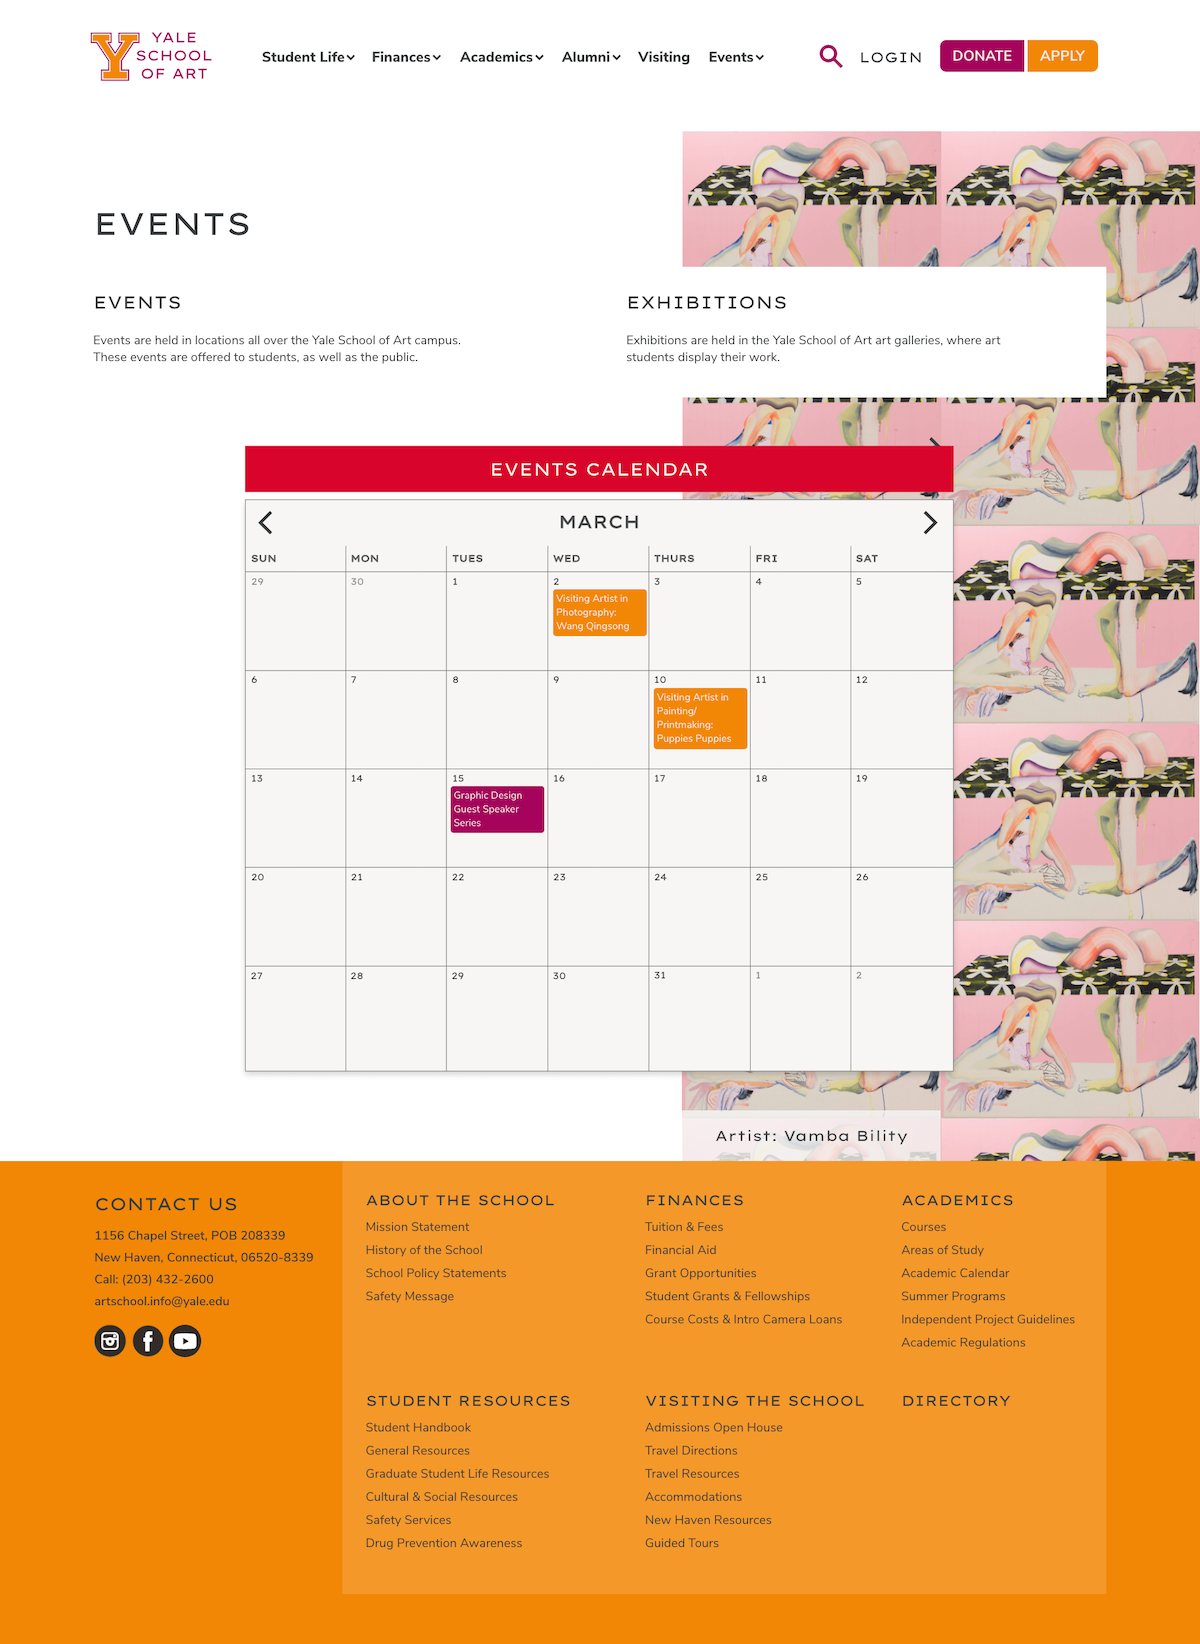 YALE
SCHOOL
OF ART
Student Life
Finances
Academics
Alumni
Visiting
Events
LOGIN
DONATE
APPLY
EVENTS
EVENTS
Events are held in locations all over the Yale School of Art campus.
These events are offered to students, as well as the public.
EXHIBITIONS
Exhibitions are held in the Yale School of Art art galleries, where art
students display their work.
EVENTS CALENDAR
MARCH
SUN MON TUES WED THURS FRI SAT
29 30 1 2 3 4 5
Visiting Artist in
Photography:
Wang Qingsong
6 7 8 9 10 11 12
Visiting Artist in
Painting/
Printmaking:
Puppies Puppies
13 14 15 16 17 18 19
Graphic Design
Guest Speaker
Series
20 21 22 23 24 25 26
27 28 29 30 31 1 2
Artist: Vamba Bility
CONTACT US
1156 Chapel Street, POB 208339
New Haven, Connecticut, 06520-8339
Call: (203) 432-2600
artschool.info@yale.edu
ABOUT THE SCHOOL
Mission Statement
History of the School
School Policy Statements
Safety Message
FINANCES
Tuition & Fees
Financial Aid
Grant Opportunities
Student Grants & Fellowships
Course Costs & Intro Camera Loans
ACADEMICS
Courses
Areas of Study
Academic Calendar
Summer Programs
Independent Project Guidelines
Academic Regulations
STUDENT RESOURCES
Student Handbook
General Resources
Graduate Student Life Resources
Cultural & Social Resources
Safety Services
Drug Prevention Awareness
VISITING THE SCHOOL
Admissions Open House
Travel Directions
Travel Resources
Accommodations
New Haven Resources
Guided Tours
DIRECTORY